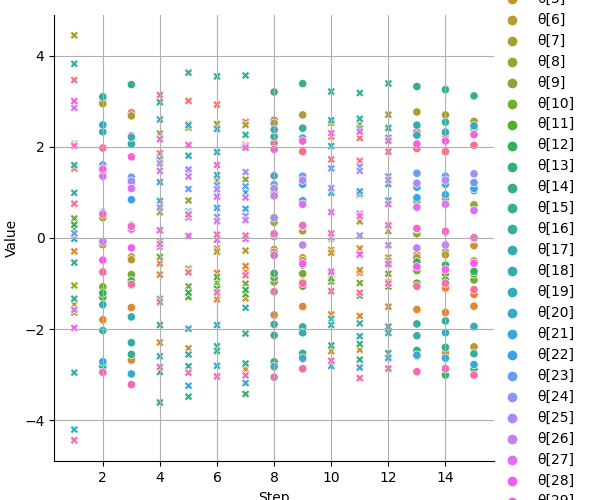 θ[5]
θ[6]
θ[7]
θ[8]
θ[9]
θ[10]
θ[11]
θ[12]
θ[13]
θ[14]
θ[15]
θ[16]
θ[17]
θ[18]
θ[19]
θ[20]
θ[21]
θ[22]
θ[23]
θ[24]
θ[25]
θ[26]
θ[27]
θ[28]
θ[29]
4
2
0
−2
−4
Value
2
4
6
8
10
12
14
Step